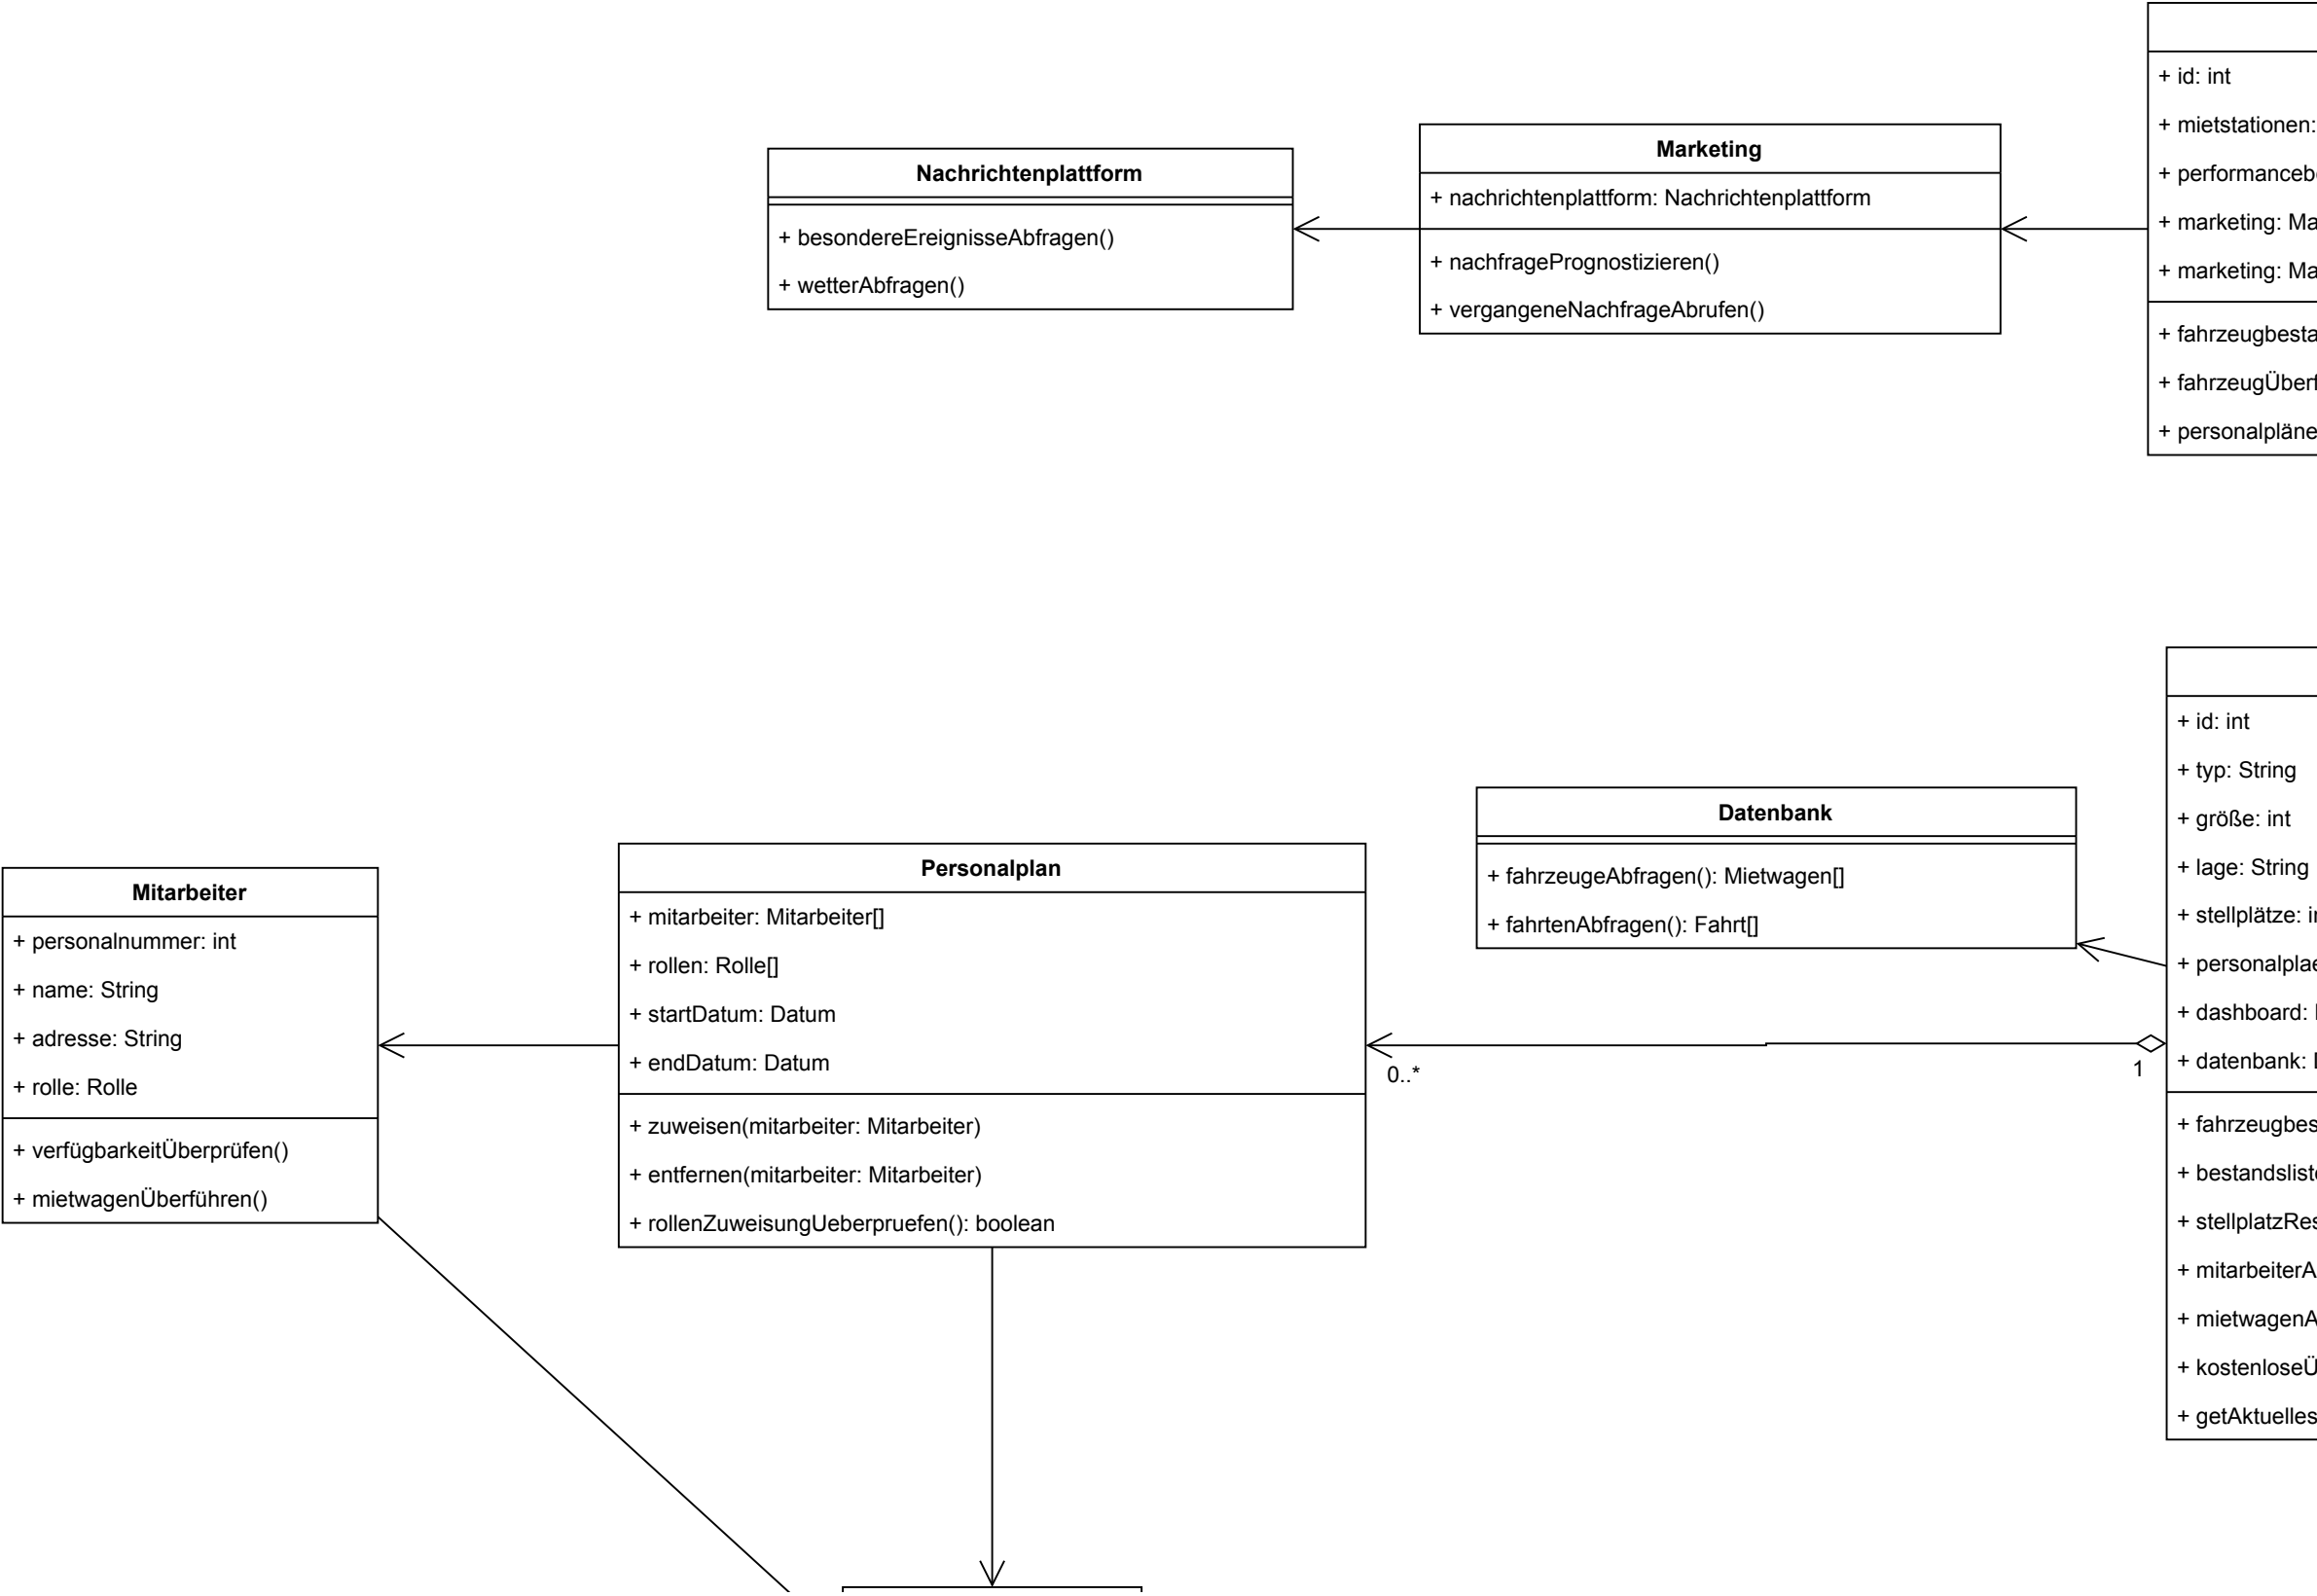 Nachrichtenplattform
+ besondereEreignisseAbfragen()
+ wetterAbfragen()
Marketing
+ nachrichtenplattform: Nachrichtenplattform
+ nachfragePrognostizieren()
+ vergangeneNachfrageAbrufen()
+ id: int
+ mietstationen:
+ performanceb
+ marketing: Ma
+ marketing: Ma
+ fahrzeugbesta
+ fahrzeugÜber
+ personalpläne
Mitarbeiter
+ personalnummer: int
+ name: String
+ adresse: String
+ rolle: Rolle
+ verfügbarkeitÜberprüfen()
+ mietwagenÜberführen()
Personalplan
+ mitarbeiter: Mitarbeiter[]
+ rollen: Rolle[]
+ startDatum: Datum
+ endDatum: Datum
+ zuweisen(mitarbeiter: Mitarbeiter)
+ entfernen(mitarbeiter: Mitarbeiter)
+ rollenZuweisungUeberpruefen(): boolean
Datenbank
+ fahrzeugeAbfragen(): Mietwagen[]
+ fahrtenAbfragen(): Fahrt[]
0..*
1
+ id: int
+ typ: String
+ größe: int
+ lage: String
+ stellplätze: i
+ personalpla
+ dashboard:
+ datenbank:
+ fahrzeugbes
+ bestandslist
+ stellplatzRes
+ mitarbeiterA
+ mietwagenA
+ kostenloseÜ
+ getAktuelles